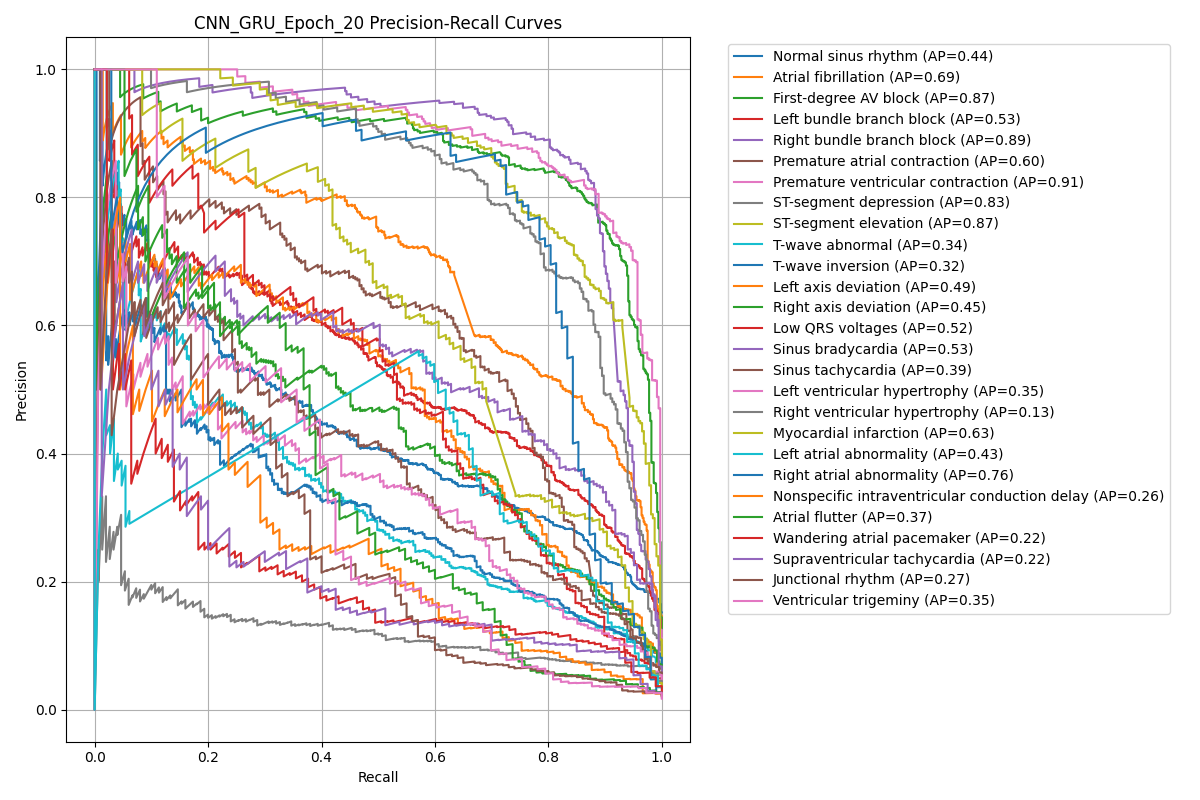 CNN_GRU_Epoch_20 Precision-Recall Curves
1.0
0.8
0.6
0.4
0.2
0.0
Precision
0.0 0.2 0.4 0.6 0.8 1.0
Recall
Normal sinus rhythm (AP=0.44)
Atrial fibrillation (AP=0.69)
First-degree AV block (AP=0.87)
Left bundle branch block (AP=0.53)
Right bundle branch block (AP=0.89)
Premature atrial contraction (AP=0.60)
Premature ventricular contraction (AP=0.91)
ST-segment depression (AP=0.83)
ST-segment elevation (AP=0.87)
T-wave abnormal (AP=0.34)
T-wave inversion (AP=0.32)
Left axis deviation (AP=0.49)
Right axis deviation (AP=0.45)
Low QRS voltages (AP=0.52)
Sinus bradycardia (AP=0.53)
Sinus tachycardia (AP=0.39)
Left ventricular hypertrophy (AP=0.35)
Right ventricular hypertrophy (AP=0.13)
Myocardial infarction (AP=0.63)
Left atrial abnormality (AP=0.43)
Right atrial abnormality (AP=0.76)
Nonspecific intraventricular conduction delay (AP=0.26)
Atrial flutter (AP=0.37)
Wandering atrial pacemaker (AP=0.22)
Supraventricular tachycardia (AP=0.22)
Junctional rhythm (AP=0.27)
Ventricular trigeminy (AP=0.35)